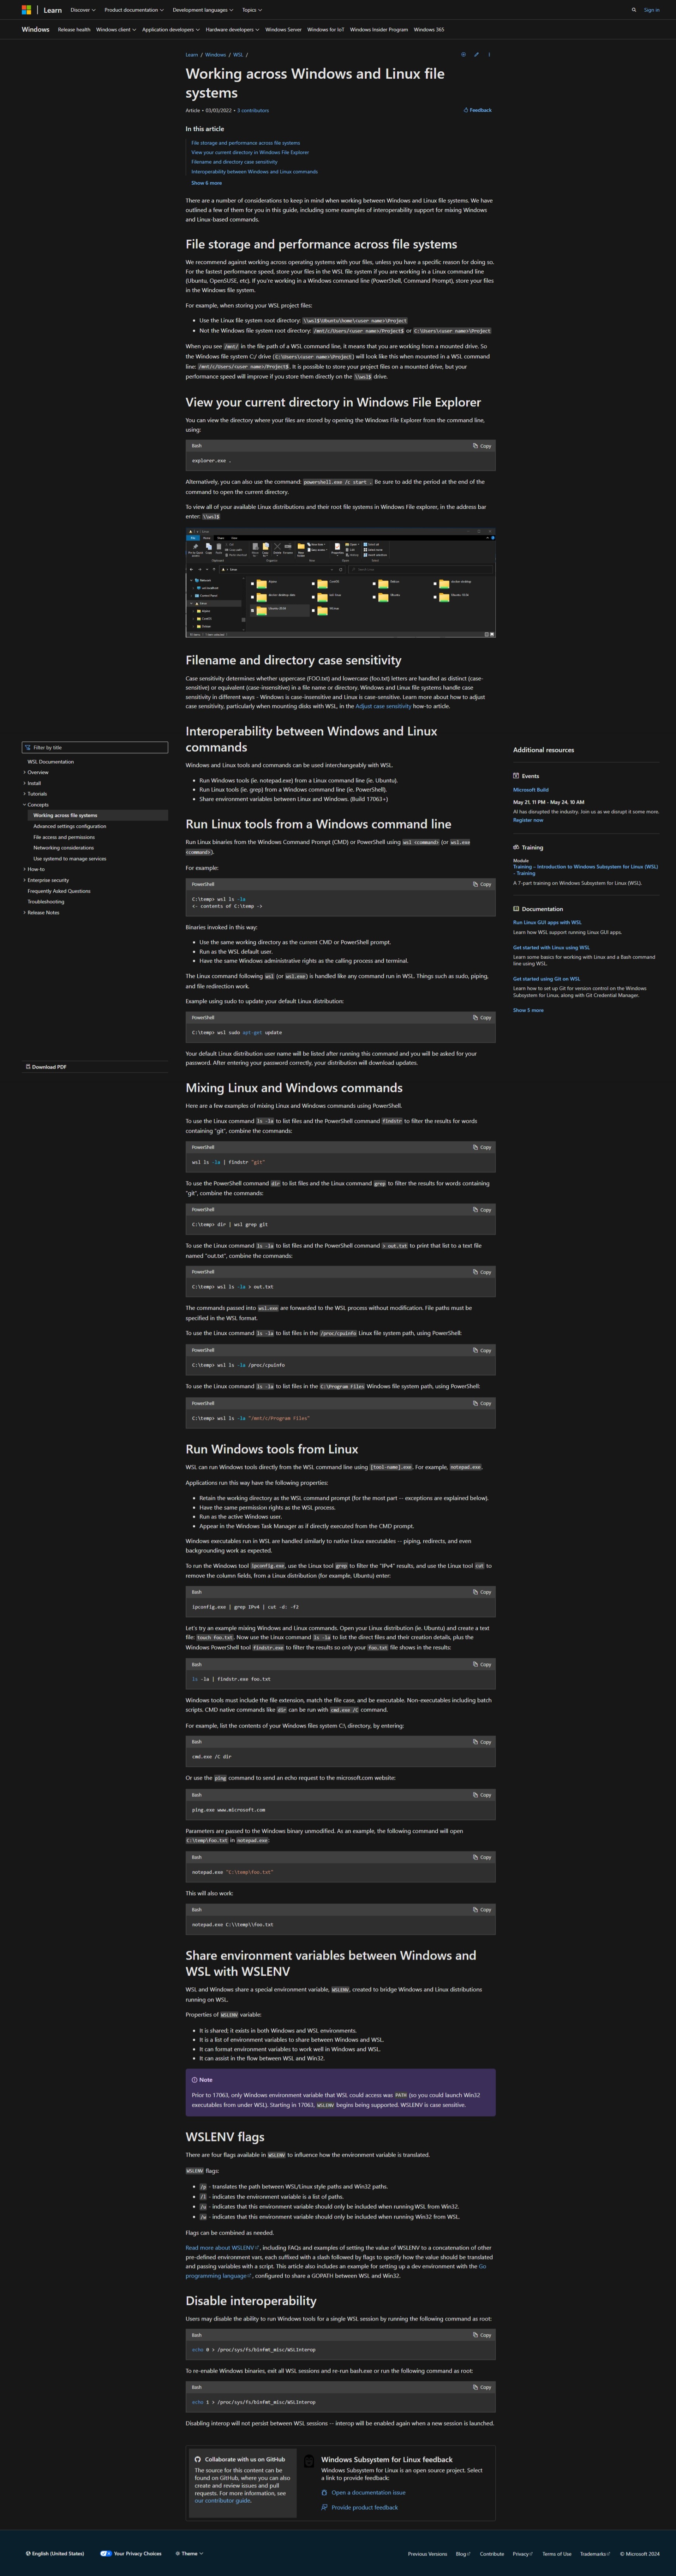 Learn
Discover
Product documentation
Development languages
Topics
Sign in
Windows
Release health
Windows client
Application developers
Hardware developers
Windows Server
Windows for IoT
Windows Insider Program
Windows 365
Learn / Windows / WSL /
Working across Windows and Linux file
systems
Article • 03/03/2022 • 3 contributors
Feedback
In this article
File storage and performance across file systems
View your current directory in Windows File Explorer
Filename and directory case sensitivity
Interoperability between Windows and Linux commands
Show 6 more
There are a number of considerations to keep in mind when working between Windows and Linux file systems. We have
outlined a few of them for you in this guide, including some examples of interoperability support for mixing Windows
and Linux-based commands.
File storage and performance across file systems
We recommend against working across operating systems with your files, unless you have a specific reason for doing so.
For the fastest performance speed, store your files in the WSL file system if you are working in a Linux command line
(Ubuntu, OpenSUSE, etc). If you're working in a Windows command line (PowerShell, Command Prompt), store your files
in the Windows file system.
For example, when storing your WSL project files:
• Use the Linux file system root directory: \\wsl$\Ubuntu\home\<user name>\Project
• Not the Windows file system root directory: /mnt/c/Users/<user name>/Project$ or C:\Users\<user name>\Project
When you see /mnt/ in the file path of a WSL command line, it means that you are working from a mounted drive. So
the Windows file system C:/ drive (C:\Users\<user name>\Project) will look like this when mounted in a WSL command
line: /mnt/c/Users/<user name>/Project$. It is possible to store your project files on a mounted drive, but your
performance speed will improve if you store them directly on the \\wsl$ drive.
View your current directory in Windows File Explorer
You can view the directory where your files are stored by opening the Windows File Explorer from the command line,
using:
Bash
Copy
explorer.exe .
Alternatively, you can also use the command: powershell.exe /c start . Be sure to add the period at the end of the
command to open the current directory.
To view all of your available Linux distributions and their root file systems in Windows File explorer, in the address bar
enter: \\wsl$
Filename and directory case sensitivity
Case sensitivity determines whether uppercase (FOO.txt) and lowercase (foo.txt) letters are handled as distinct (case-
sensitive) or equivalent (case-insensitive) in a file name or directory. Windows and Linux file systems handle case
sensitivity in different ways - Windows is case-insensitive and Linux is case-sensitive. Learn more about how to adjust
case sensitivity, particularly when mounting disks with WSL, in the Adjust case sensitivity how-to article.
Interoperability between Windows and Linux
commands
Windows and Linux tools and commands can be used interchangeably with WSL.
• Run Windows tools (ie. notepad.exe) from a Linux command line (ie. Ubuntu).
• Run Linux tools (ie. grep) from a Windows command line (ie. PowerShell).
• Share environment variables between Linux and Windows. (Build 17063+)
Run Linux tools from a Windows command line
Run Linux binaries from the Windows Command Prompt (CMD) or PowerShell using wsl <command> (or wsl.exe
<command>).
For example:
PowerShell
Copy
C:\temp> wsl ls -la
<- contents of C:\temp ->
Binaries invoked in this way:
• Use the same working directory as the current CMD or PowerShell prompt.
• Run as the WSL default user.
• Have the same Windows administrative rights as the calling process and terminal.
The Linux command following wsl (or wsl.exe) is handled like any command run in WSL. Things such as sudo, piping,
and file redirection work.
Example using sudo to update your default Linux distribution:
PowerShell
Copy
C:\temp> wsl sudo apt-get update
Your default Linux distribution user name will be listed after running this command and you will be asked for your
password. After entering your password correctly, your distribution will download updates.
Mixing Linux and Windows commands
Here are a few examples of mixing Linux and Windows commands using PowerShell.
To use the Linux command ls -la to list files and the PowerShell command findstr to filter the results for words
containing "git", combine the commands:
PowerShell
Copy
wsl ls -la | findstr "git"
To use the PowerShell command dir to list files and the Linux command grep to filter the results for words containing
"git", combine the commands:
PowerShell
Copy
C:\temp> dir | wsl grep git
To use the Linux command ls -la to list files and the PowerShell command > out.txt to print that list to a text file
named "out.txt", combine the commands:
PowerShell
Copy
C:\temp> wsl ls -la > out.txt
The commands passed into wsl.exe are forwarded to the WSL process without modification. File paths must be
specified in the WSL format.
To use the Linux command ls -la to list files in the /proc/cpuinfo Linux file system path, using PowerShell:
PowerShell
Copy
C:\temp> wsl ls -la /proc/cpuinfo
To use the Linux command ls -la to list files in the C:\Program Files Windows file system path, using PowerShell:
PowerShell
Copy
C:\temp> wsl ls -la "/mnt/c/Program Files"
Run Windows tools from Linux
WSL can run Windows tools directly from the WSL command line using [tool-name].exe. For example, notepad.exe.
Applications run this way have the following properties:
• Retain the working directory as the WSL command prompt (for the most part -- exceptions are explained below).
• Have the same permission rights as the WSL process.
• Run as the active Windows user.
• Appear in the Windows Task Manager as if directly executed from the CMD prompt.
Windows executables run in WSL are handled similarly to native Linux executables -- piping, redirects, and even
backgrounding work as expected.
To run the Windows tool ipconfig.exe, use the Linux tool grep to filter the "IPv4" results, and use the Linux tool cut to
remove the column fields, from a Linux distribution (for example, Ubuntu) enter:
Bash
Copy
ipconfig.exe | grep IPv4 | cut -d: -f2
Let's try an example mixing Windows and Linux commands. Open your Linux distribution (ie. Ubuntu) and create a text
file: touch foo.txt. Now use the Linux command ls -la to list the direct files and their creation details, plus the
Windows PowerShell tool findstr.exe to filter the results so only your foo.txt file shows in the results:
Bash
Copy
ls -la | findstr.exe foo.txt
Windows tools must include the file extension, match the file case, and be executable. Non-executables including batch
scripts. CMD native commands like dir can be run with cmd.exe /C command.
For example, list the contents of your Windows files system C:\ directory, by entering:
Bash
Copy
cmd.exe /C dir
Or use the ping command to send an echo request to the microsoft.com website:
Bash
Copy
ping.exe www.microsoft.com
Parameters are passed to the Windows binary unmodified. As an example, the following command will open
C:\temp\foo.txt in notepad.exe:
Bash
Copy
notepad.exe "C:\temp\foo.txt"
This will also work:
Bash
Copy
notepad.exe C:\\temp\\foo.txt
Share environment variables between Windows and
WSL with WSLENV
WSL and Windows share a special environment variable, WSLENV, created to bridge Windows and Linux distributions
running on WSL.
Properties of WSLENV variable:
• It is shared; it exists in both Windows and WSL environments.
• It is a list of environment variables to share between Windows and WSL.
• It can format environment variables to work well in Windows and WSL.
• It can assist in the flow between WSL and Win32.
Note
Prior to 17063, only Windows environment variable that WSL could access was PATH (so you could launch Win32
executables from under WSL). Starting in 17063, WSLENV begins being supported. WSLENV is case sensitive.
WSLENV flags
There are four flags available in WSLENV to influence how the environment variable is translated.
WSLENV flags:
• /p - translates the path between WSL/Linux style paths and Win32 paths.
• /l - indicates the environment variable is a list of paths.
• /u - indicates that this environment variable should only be included when running WSL from Win32.
• /w - indicates that this environment variable should only be included when running Win32 from WSL.
Flags can be combined as needed.
Read more about WSLENV, including FAQs and examples of setting the value of WSLENV to a concatenation of other
pre-defined environment vars, each suffixed with a slash followed by flags to specify how the value should be translated
and passing variables with a script. This article also includes an example for setting up a dev environment with the Go
programming language, configured to share a GOPATH between WSL and Win32.
Disable interoperability
Users may disable the ability to run Windows tools for a single WSL session by running the following command as root:
Bash
Copy
echo 0 > /proc/sys/fs/binfmt_misc/WSLInterop
To re-enable Windows binaries, exit all WSL sessions and re-run bash.exe or run the following command as root:
Bash
Copy
echo 1 > /proc/sys/fs/binfmt_misc/WSLInterop
Disabling interop will not persist between WSL sessions -- interop will be enabled again when a new session is launched.
Collaborate with us on GitHub
The source for this content can be
found on GitHub, where you can also
create and review issues and pull
requests. For more information, see
our contributor guide.
Windows Subsystem for Linux feedback
Windows Subsystem for Linux is an open source project. Select
a link to provide feedback:
Open a documentation issue
Provide product feedback
Filter by title
WSL Documentation
Overview
Install
Tutorials
Concepts
Working across file systems
Advanced settings configuration
File access and permissions
Networking considerations
Use systemd to manage services
How-to
Enterprise security
Frequently Asked Questions
Troubleshooting
Release Notes
Download PDF
Additional resources
Events
Microsoft Build
May 21, 11 PM - May 24, 10 AM
AI has disrupted the industry. Join us as we disrupt it some more.
Register now
Training
Module
Training - Introduction to Windows Subsystem for Linux (WSL)
- Training
A 7-part training on Windows Subsystem for Linux (WSL).
Documentation
Run Linux GUI apps with WSL
Learn how WSL support running Linux GUI apps.
Get started with Linux using WSL
Learn some basics for working with Linux and a Bash command
line using WSL.
Get started using Git on WSL
Learn how to set up Git for version control on the Windows
Subsystem for Linux, along with Git Credential Manager.
Show 5 more
English (United States)
Your Privacy Choices
Theme
Previous Versions
Blog
Contribute
Privacy
Terms of Use
Trademarks
© Microsoft 2024